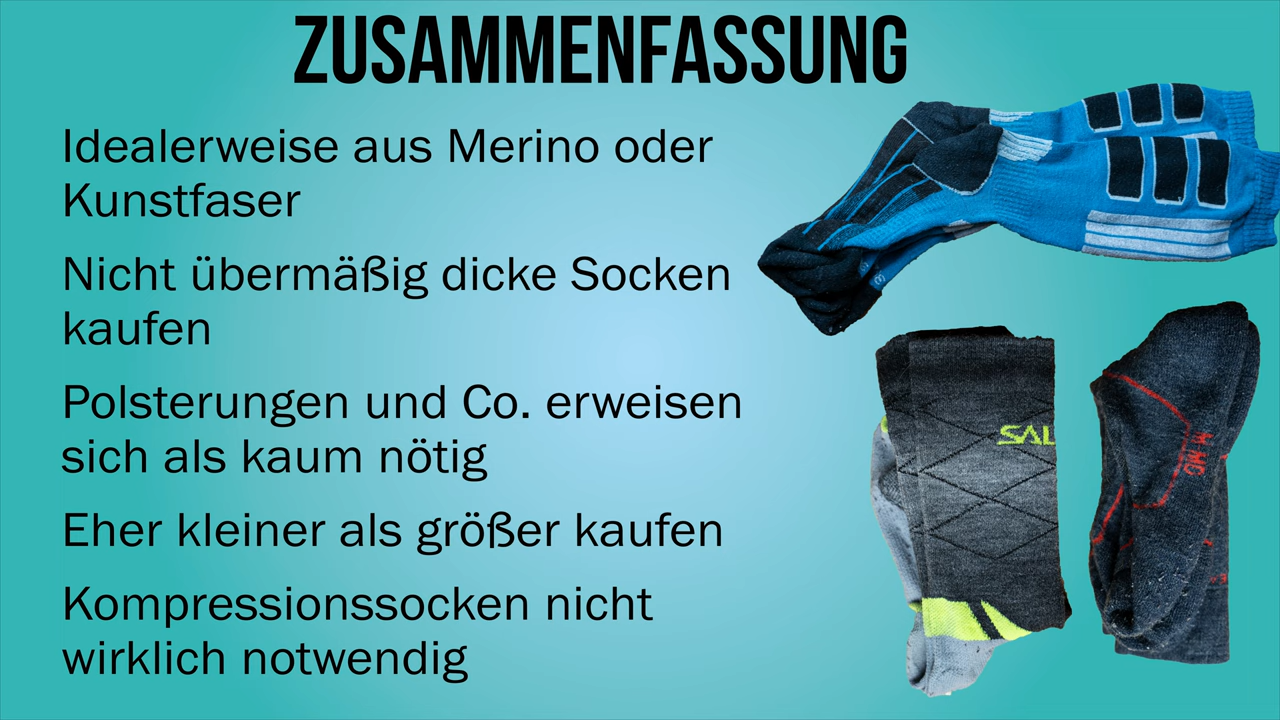 ZUSAMMENFASSUNG
Idealerweise aus Merino oder
Kunstfaser
Nicht übermäßig dicke Socken
kaufen
Polsterungen und Co. erweisen
sich als kaum nötig
Eher kleiner als größer kaufen
Kompressionssocken nicht
wirklich notwendig
SAL